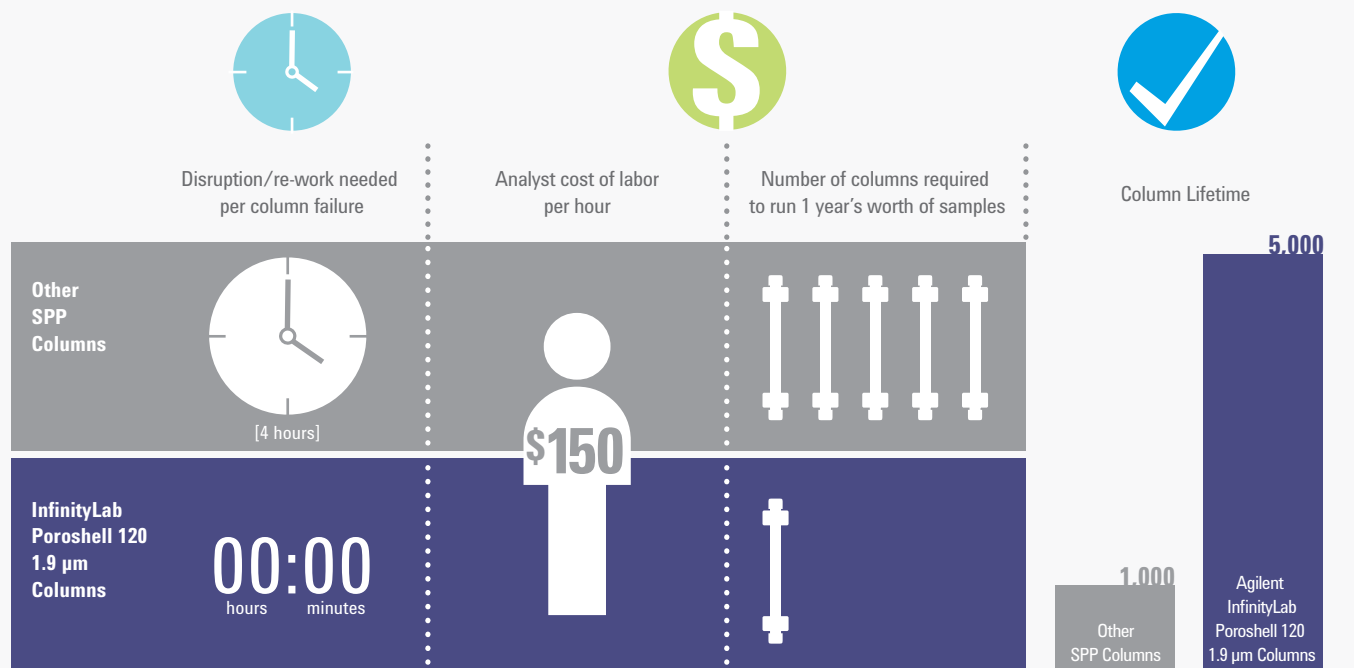 $
Disruption/re-work needed
per column failure
Analyst cost of labor
per hour
Number of columns required
to run 1 year's worth of samples
Column Lifetime
Other
SPP
Columns
[4 hours]
$150
InfinityLab
Poroshell 120
1.9 µm
Columns
00:00
hours minutes
1,000
Other
SPP Columns
5,000
Agilent
InfinityLab
Poroshell 120
1.9 µm Columns